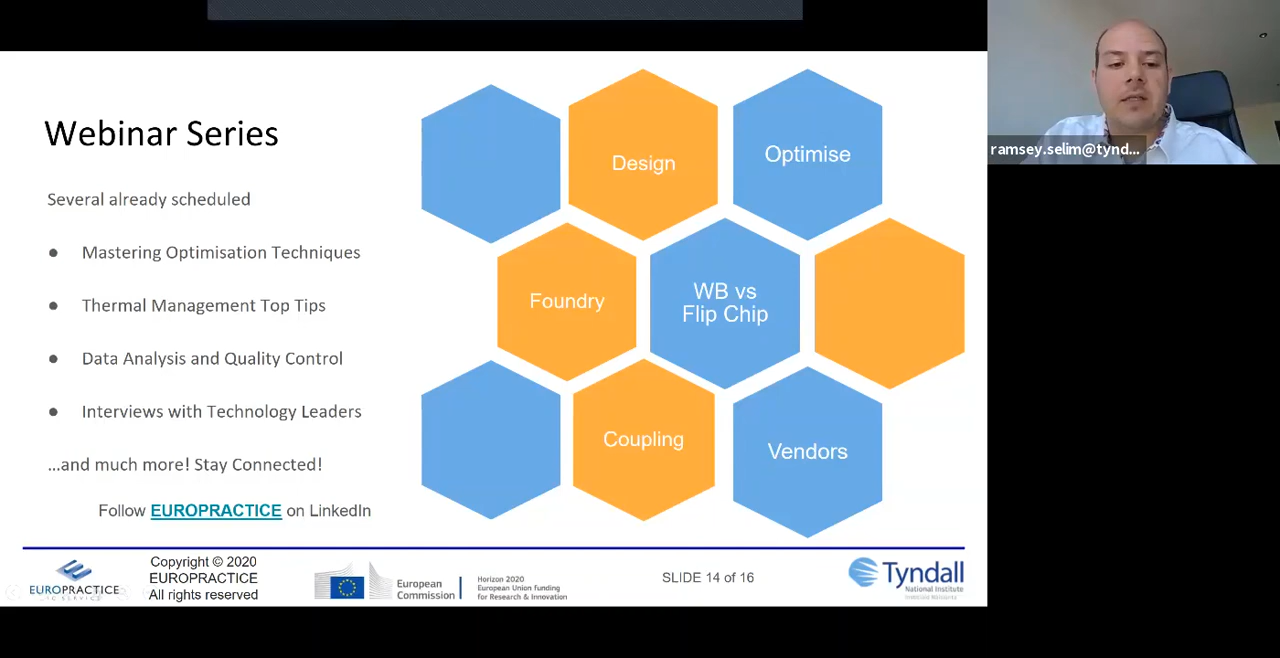 Webinar Series
Several already scheduled
● Mastering Optimisation Techniques
● Thermal Management Top Tips
● Data Analysis and Quality Control
● Interviews with Technology Leaders
...and much more! Stay Connected!
Follow EUROPRACTICE on LinkedIn
Design
Optimise
Foundry
WB vs
Flip Chip
Coupling
Vendors
ramsey.selim@tynd...
EUROPRACTICE
IC SERVICE
Copyright © 2020
EUROPRACTICE
All rights reserved
European
Commission
Horizon 2020
European Union funding
for Research & Innovation
SLIDE 14 of 16
Tyndall
National Institute